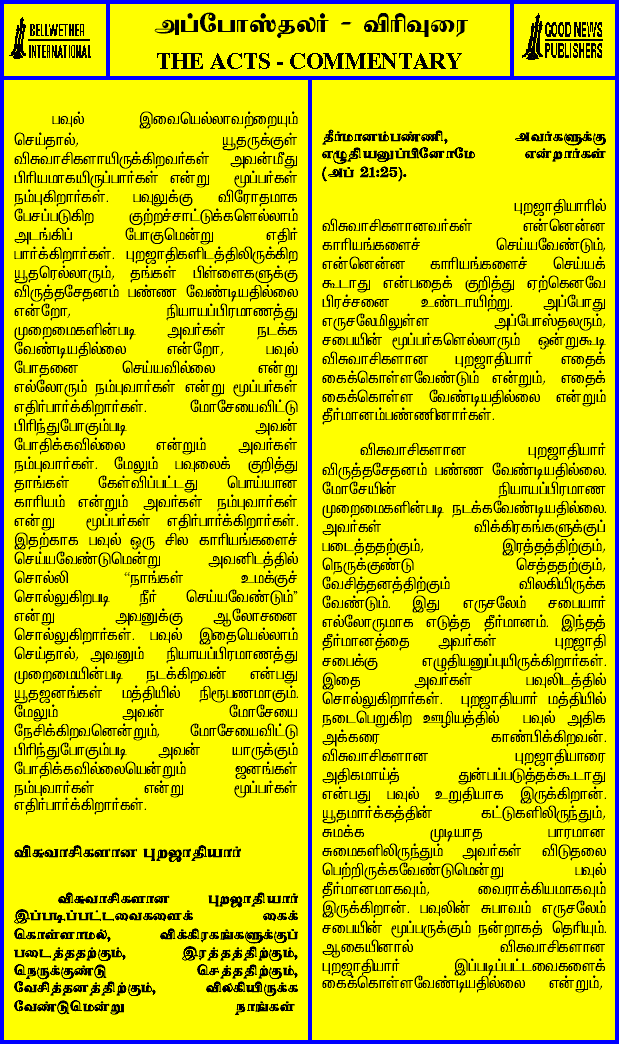 BELLWETHER
INTERNATIONAL
அப்போஸ்தலர் - விரிவுரை
THE ACTS - COMMENTARY
GOOD NEWS
PUBLISHERS
பவுல் இவையெல்லாவற்றையும்
செய்தால், யூதருக்குள்
விசுவாசிகளாயிருக்கிறவர்கள் அவன்மீது
பிரியமாகயிருப்பார்கள் என்று மூப்பர்கள்
நம்புகிறார்கள். பவுலுக்கு விரோதமாக
பேசப்படுகிற குற்றச்சாட்டுக்களெல்லாம்
அடங்கிப் போகுமென்று எதிர்
பார்க்கிறார்கள். புறஜாதிகளிடத்திலிருக்கிற
யூதரெல்லாரும், தங்கள் பிள்ளைகளுக்கு
விருத்தசேதனம் பண்ண வேண்டியதில்லை
என்றோ, நியாயப்பிரமாணத்து
முறைமைகளின்படி அவர்கள் நடக்க
வேண்டியதில்லை என்றோ, பவுல்
போதனை செய்யவில்லை என்று
எல்லோரும் நம்புவார்கள் என்று மூப்பர்கள்
எதிர்பார்க்கிறார்கள். மோசேயைவிட்டு
பிரிந்துபோகும்படி அவன்
போதிக்கவில்லை என்றும் அவர்கள்
நம்புவார்கள். மேலும் பவுலைக் குறித்து
தாங்கள் கேள்விப்பட்டது பொய்யான
காரியம் என்றும் அவர்கள் நம்புவார்கள்
என்று மூப்பர்கள் எதிர்பார்க்கிறார்கள்.
இதற்காக பவுல் ஒரு சில காரியங்களைச்
செய்யவேண்டுமென்று அவனிடத்தில்
சொல்லி "நாங்கள் உமக்குச்
சொல்லுகிறபடி நீர் செய்யவேண்டும்"
என்று அவனுக்கு ஆலோசனை
சொல்லுகிறார்கள். பவுல் இதையெல்லாம்
செய்தால், அவனும் நியாயப்பிரமாணத்து
முறைமையின்படி நடக்கிறவன் என்பது
யூதஜனங்கள் மத்தியில் நிரூபணமாகும்.
மேலும் அவன் மோசேயை
நேசிக்கிறவனென்றும், மோசேயைவிட்டு
பிரிந்துபோகும்படி அவன் யாருக்கும்
போதிக்கவில்லையென்றும் ஜனங்கள்
நம்புவார்கள் என்று மூப்பர்கள்
எதிர்பார்க்கிறார்கள்.
விசுவாசிகளான புறஜாதியார்
விசுவாசிகளான புறஜாதியார்
இப்படிப்பட்டவைகளைக் கைக்
கொள்ளாமல், விக்கிரகங்களுக்குப்
படைத்ததற்கும், இரத்தத்திற்கும்,
நெருக்குண்டு செத்ததிற்கும்,
வேசித்தனத்திற்கும், விலகியிருக்க
வேண்டுமென்று நாங்கள்
தீர்மானம்பண்ணி, அவர்களுக்கு
எழுதியனுப்பினோமே என்றார்கள்
(அப் 21:25).
புறஜாதியாரில்
விசுவாசிகளானவர்கள் என்னென்ன
காரியங்களைச் செய்யவேண்டும்,
என்னென்ன காரியங்களைச் செய்யக்
கூடாது என்பதைக் குறித்து ஏற்கெனவே
பிரச்சனை உண்டாயிற்று. அப்போது
எருசலேமிலுள்ள அப்போஸ்தலரும்,
சபையின் மூப்பர்களெல்லாரும் ஒன்றுகூடி
விசுவாசிகளான புறஜாதியார் எதைக்
கைக்கொள்ளவேண்டும் என்றும், எதைக்
கைக்கொள்ள வேண்டியதில்லை என்றும்
தீர்மானம்பண்ணினார்கள்.
விசுவாசிகளான புறஜாதியார்
விருத்தசேதனம் பண்ண வேண்டியதில்லை.
மோசேயின் நியாயப்பிரமாண
முறைமைகளின்படி நடக்கவேண்டியதில்லை.
அவர்கள் விக்கிரகங்களுக்குப்
படைத்ததற்கும், இரத்தத்திற்கும்,
நெருக்குண்டு செத்ததற்கும்,
வேசித்தனத்திற்கும் விலகியிருக்க
வேண்டும். இது எருசலேம் சபையார்
எல்லோருமாக எடுத்த தீர்மானம். இந்தத்
தீர்மானத்தை அவர்கள் புறஜாதி
சபைக்கு எழுதியனுப்புயிருக்கிறார்கள்.
இதை அவர்கள் பவுலிடத்தில்
சொல்லுகிறார்கள். புறஜாதியார் மத்தியில்
நடைபெறுகிற ஊழியத்தில் பவுல் அதிக
அக்கரை காண்பிக்கிறவன்.
விசுவாசிகளான புறஜாதியாரை
அதிகமாய்த் துன்பப்படுத்தக்கூடாது
என்பது பவுல் உறுதியாக இருக்கிறான்.
யூதமார்க்கத்தின் கட்டுகளிலிருந்தும்,
சுமக்க முடியாத பாரமான
சுமைகளிலிருந்தும் அவர்கள் விடுதலை
பெற்றிருக்கவேண்டுமென்று பவுல்
தீர்மானமாகவும், வைராக்கியமாகவும்
இருக்கிறான். பவுலின் சுபாவம் எருசலேம்
சபையின் மூப்பருக்கும் நன்றாகத் தெரியும்.
ஆகையினால் விசுவாசிகளான
புறஜாதியார் இப்படிப்பட்டவைகளைக்
கைக்கொள்ளவேண்டியதில்லை என்றும்,